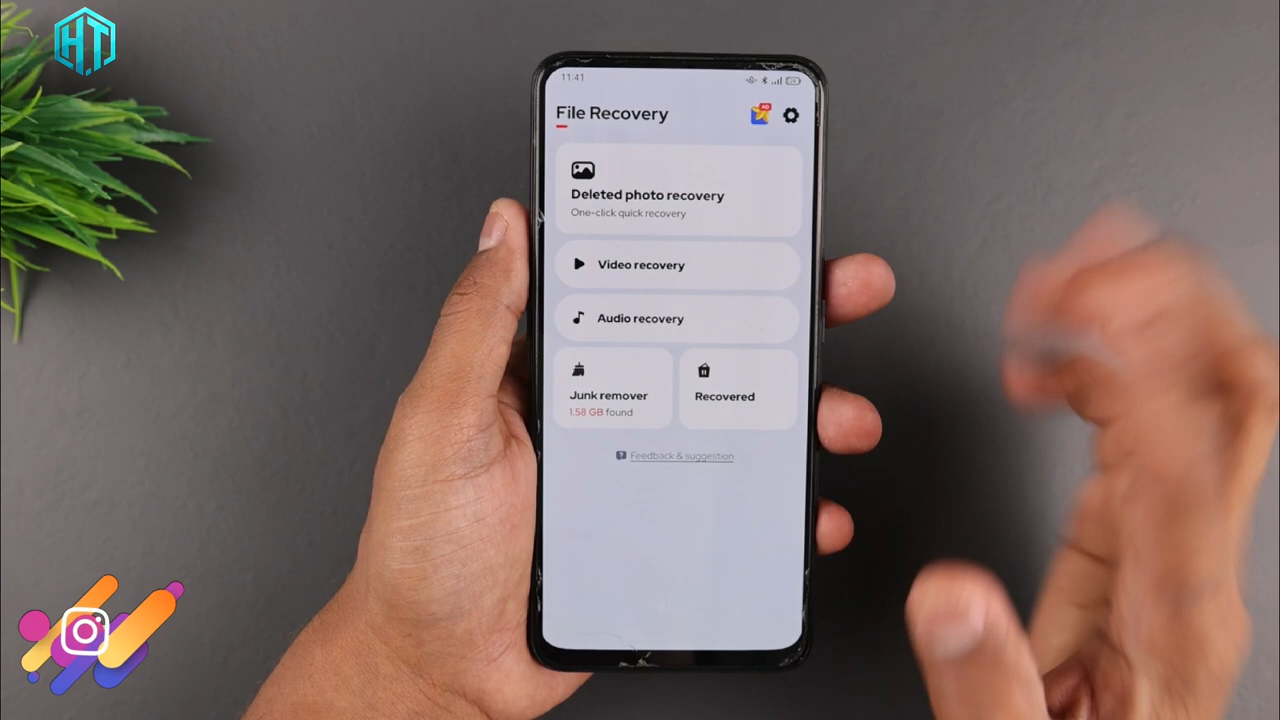 HT
11:41
File Recovery
AD
Deleted photo recovery
One-click quick recovery
Video recovery
Audio recovery
Junk remover
1.58 GB found
Recovered
Feedback & suggestion